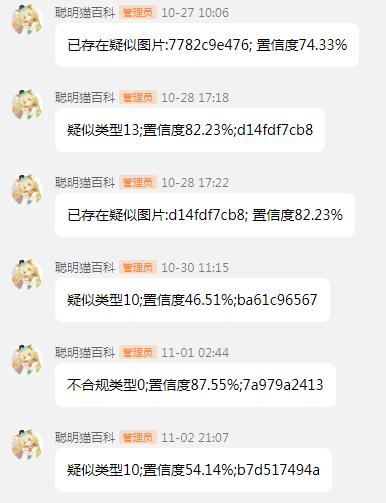 聪明猫百科 管理员 10-27 10:06
已存在疑似图片:7782c9e476; 置信度74.33%
聪明猫百科 管理员 10-28 17:18
疑似类型13;置信度82.23%;d14fdf7cb8
聪明猫百科 管理员 10-28 17:22
已存在疑似图片:d14fdf7cb8; 置信度82.23%
聪明猫百科 管理员 10-30 11:15
疑似类型10;置信度46.51%;ba61c96567
聪明猫百科 管理员 11-01 02:44
不合规类型0;置信度87.55%;7a979a2413
聪明猫百科 管理员 11-02 21:07
疑似类型10;置信度54.14%;b7d517494a